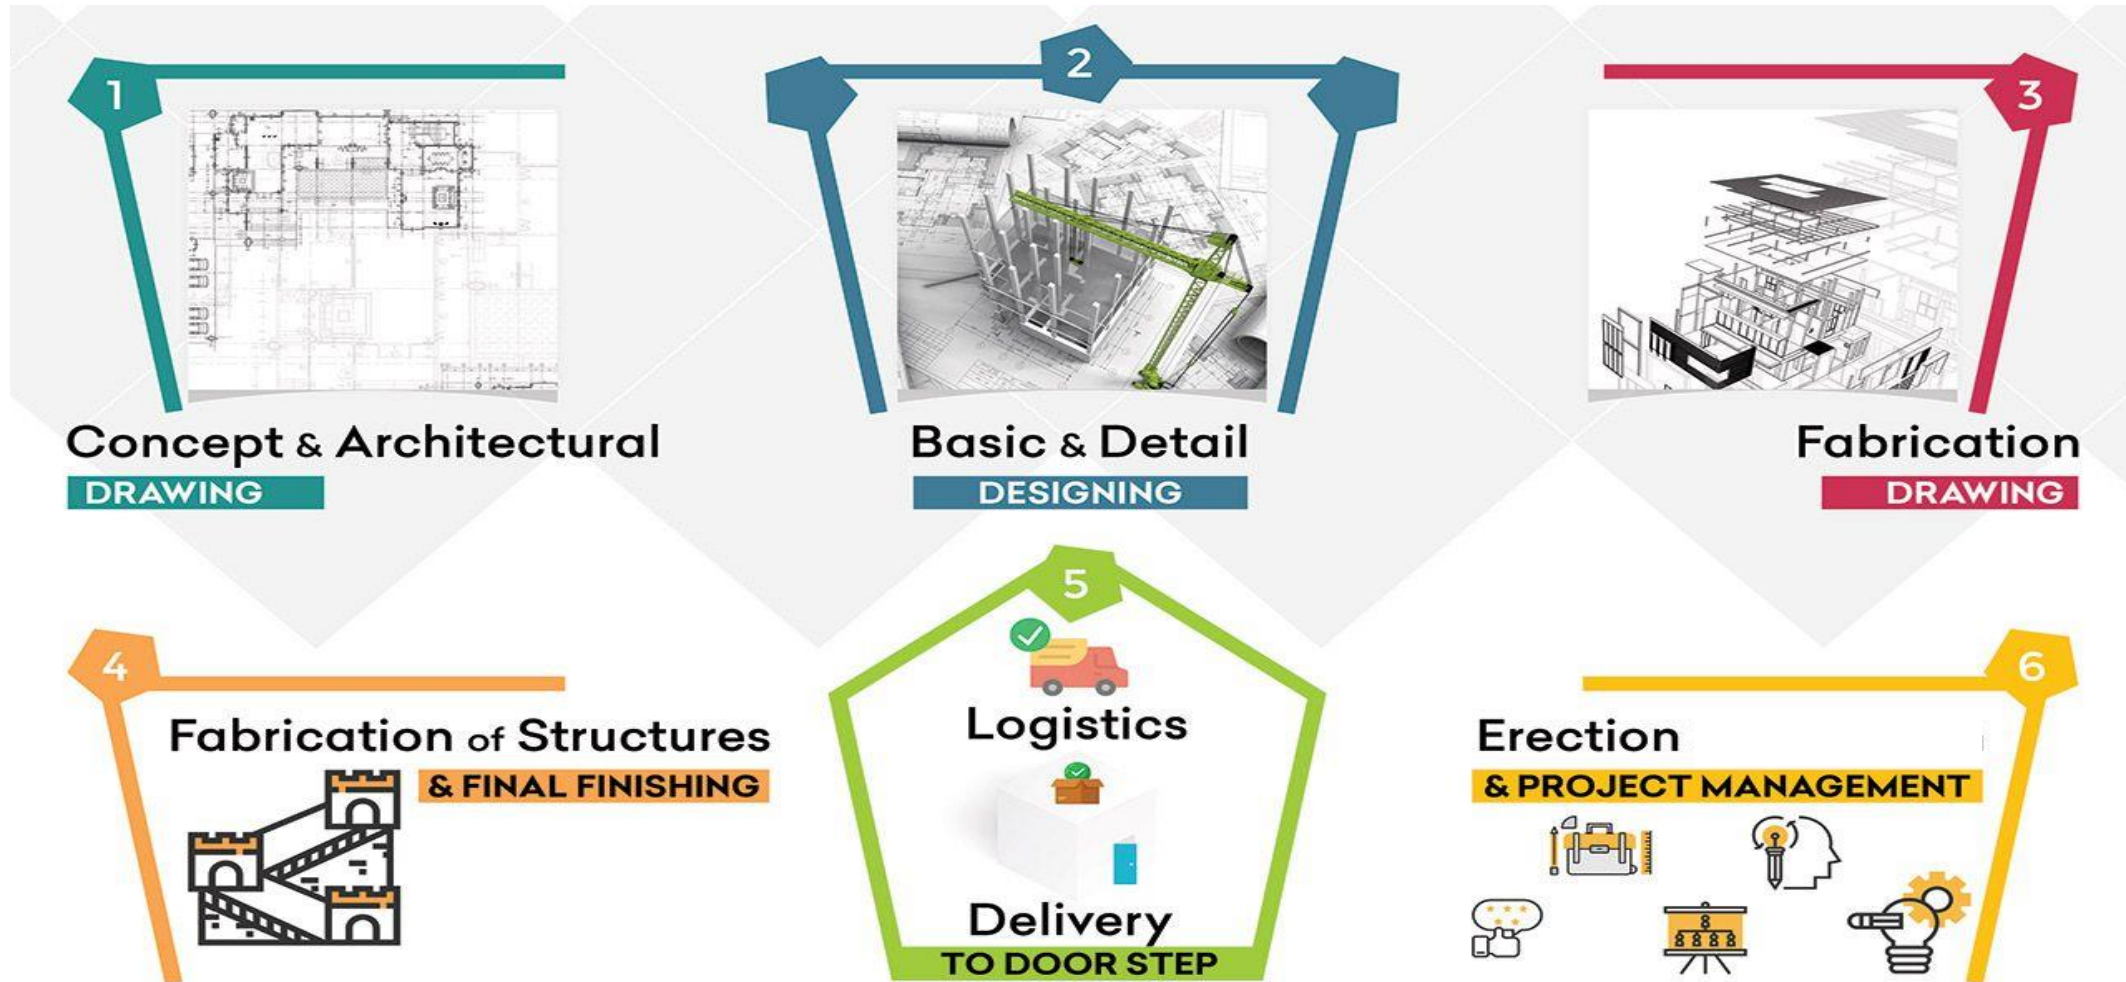 1
Concept & Architectural
DRAWING
2
Basic & Detail
DESIGNING
3
Fabrication
DRAWING
4
Fabrication of Structures
& FINAL FINISHING
5
Logistics
Delivery
TO DOOR STEP
6
Erection
& PROJECT MANAGEMENT